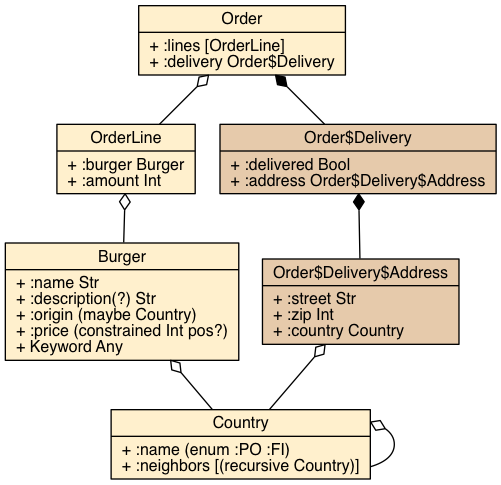 Order
+ :lines [OrderLine]
+ :delivery Order$Delivery
OrderLine
+ :burger Burger
+ :amount Int
Order$Delivery
+ :delivered Bool
+ :address Order$Delivery$Address
Burger
+ :name Str
+ :description(?) Str
+ :origin (maybe Country)
+ :price (constrained Int pos?)
+ Keyword Any
Order$Delivery$Address
+ :street Str
+ :zip Int
+ :country Country
Country
+ :name (enum :PO :FI)
+ :neighbors [(recursive Country)]